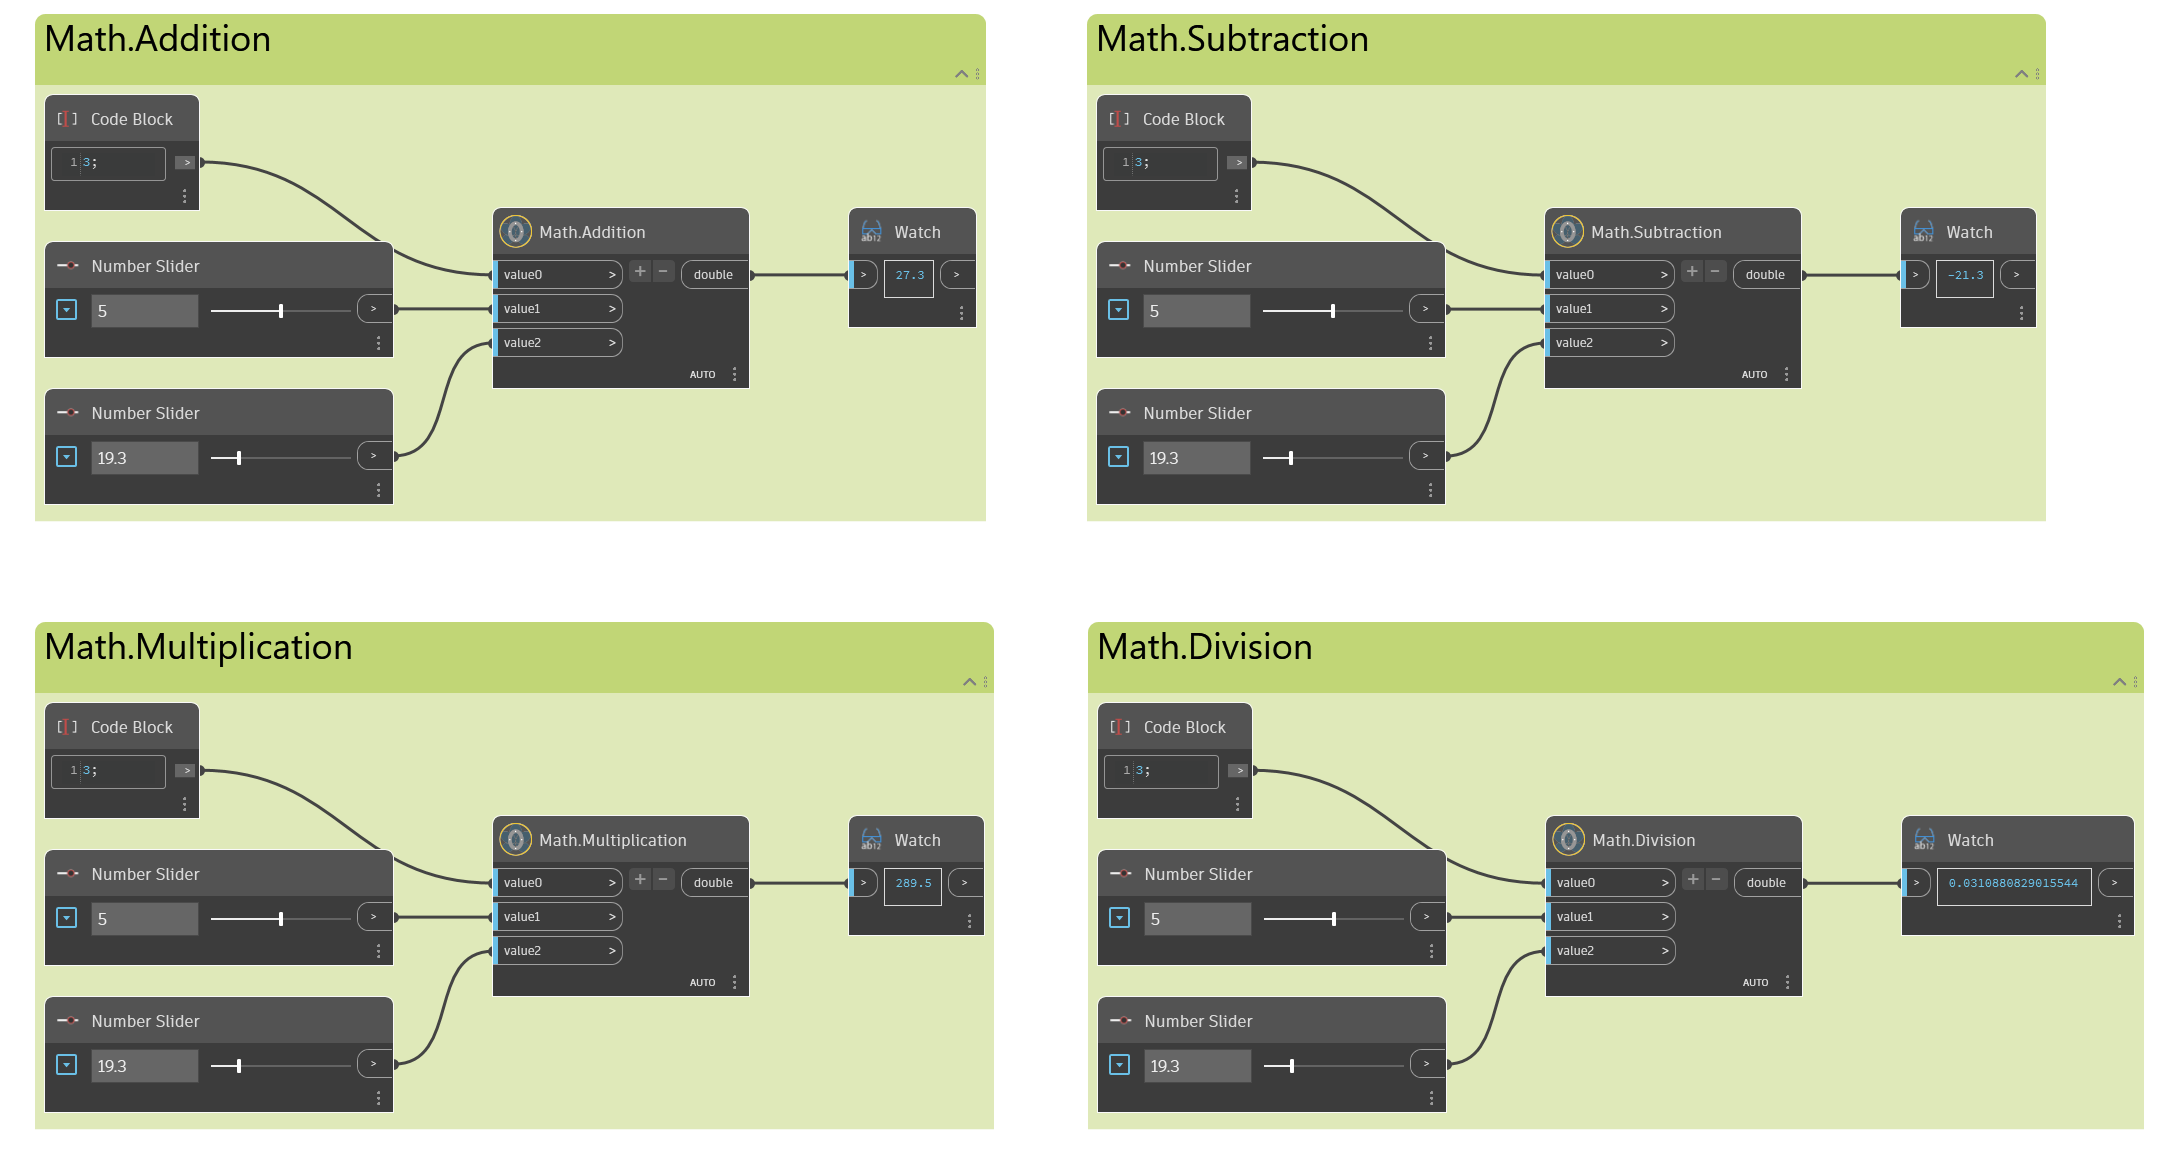 Math.Addition
Code Block
1 3;
>
Number Slider
5
>
Number Slider
19.3
>
Math.Addition
value0 > + - double
value1 >
value2 >
AUTO
ab12 Watch
> 27.3 >
Math.Subtraction
Code Block
1 3;
>
Number Slider
5
>
Number Slider
19.3
>
Math.Subtraction
value0 > + - double
value1 >
value2 >
AUTO
ab12 Watch
> -21.3 >
Math.Multiplication
Code Block
1 3;
>
Number Slider
5
>
Number Slider
19.3
>
Math.Multiplication
value0 > + - double
value1 >
value2 >
AUTO
ab12 Watch
> 289.5 >
Math.Division
Code Block
1 3;
>
Number Slider
5
>
Number Slider
19.3
>
Math.Division
value0 > + - double
value1 >
value2 >
AUTO
ab12 Watch
> 0.0310880829015544 >